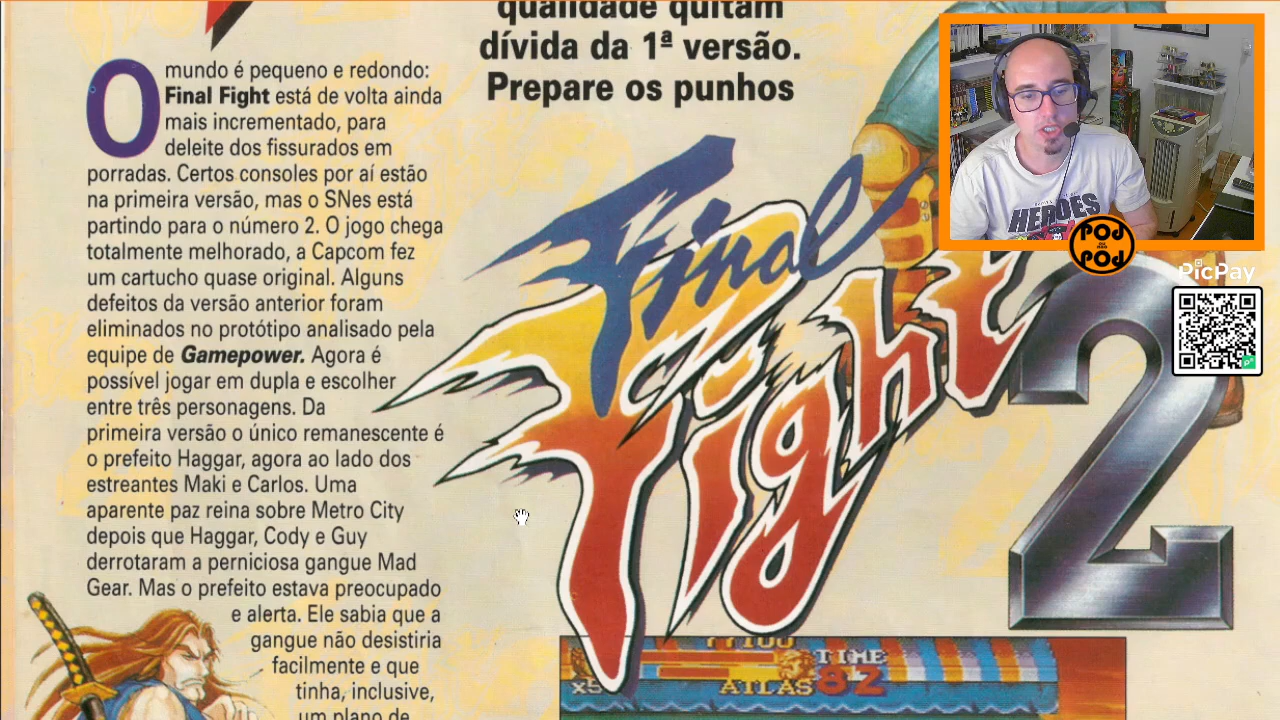 qualidade quitam
dívida da 1ª versão.
Prepare os punhos
O mundo é pequeno e redondo:
Final Fight está de volta ainda
mais incrementado, para
deleite dos fissurados em
porradas. Certos consoles por aí estão
na primeira versão, mas o SNes está
partindo para o número 2. O jogo chega
totalmente melhorado, a Capcom fez
um cartucho quase original. Alguns
defeitos da versão anterior foram
eliminados no protótipo analisado pela
equipe de Gamepower. Agora é
possível jogar em dupla e escolher
entre três personagens. Da
primeira versão o único remanescente é
o prefeito Haggar, agora ao lado dos
estreantes Maki e Carlos. Uma
aparente paz reina sobre Metro City
depois que Haggar, Cody e Guy
derrotaram a perniciosa gangue Mad
Gear. Mas o prefeito estava preocupado
e alerta. Ele sabia que a
gangue não desistiria
facilmente e que
tinha, inclusive,
um plano de
Final
Fight 2
77100
TIME
x5
ATLAS 82
HEROES
POD
POD
PicPay